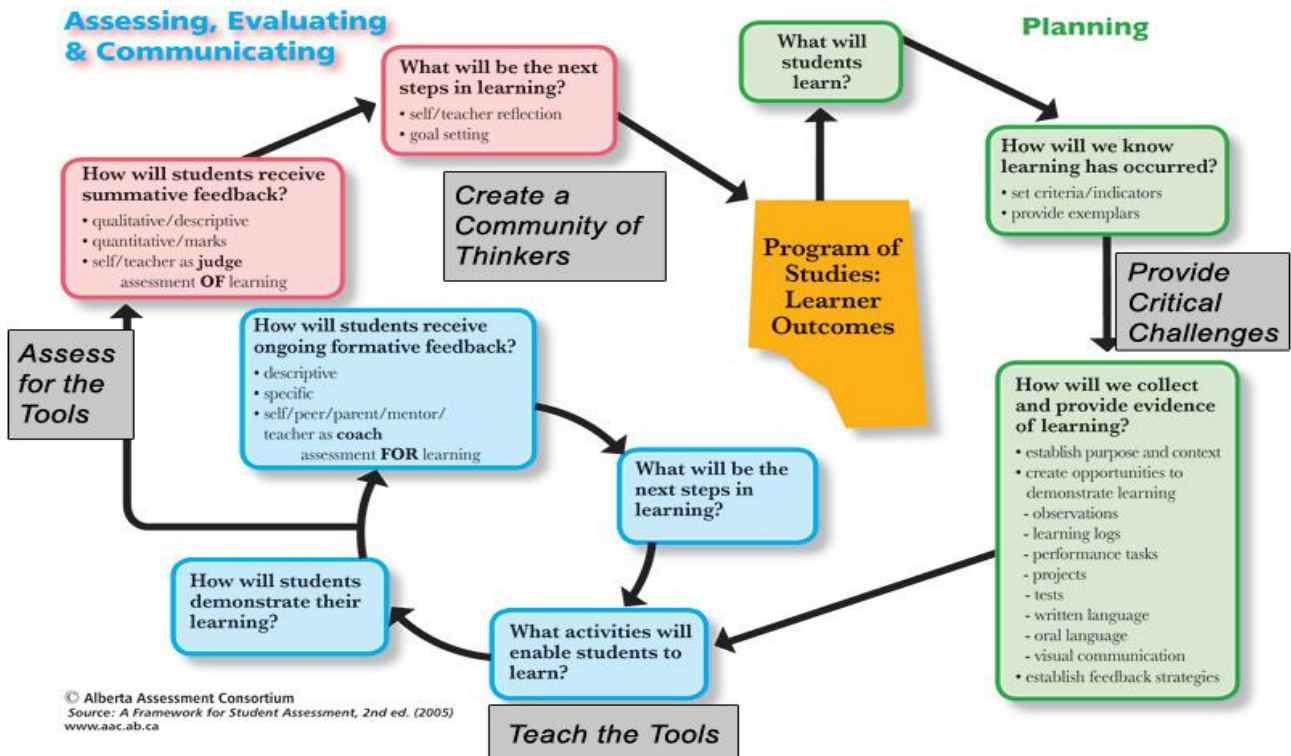 Assessing, Evaluating
& Communicating
Planning
What will be the next
steps in learning?
• self/teacher reflection
• goal setting
What will
students
learn?
How will we know
learning has occurred?
• set criteria/indicators
• provide exemplars
How will students receive
summative feedback?
• qualitative/descriptive
• quantitative/marks
• self/teacher as judge
assessment OF learning
Create a
Community of
Thinkers
Program of
Studies:
Learner
Outcomes
Provide
Critical
Challenges
Assess
for the
Tools
How will students receive
ongoing formative feedback?
• descriptive
• specific
• self/peer/parent/mentor/
teacher as coach
assessment FOR learning
How will we collect
and provide evidence
of learning?
• establish purpose and context
• create opportunities to
demonstrate learning
- observations
- learning logs
- performance tasks
- projects
- tests
- written language
- oral language
- visual communication
• establish feedback strategies
What will be the
next steps in
learning?
How will students
demonstrate their
learning?
What activities will
enable students to
learn?
Teach the Tools
© Alberta Assessment Consortium
Source: A Framework for Student Assessment, 2nd ed. (2005)
www.aac.ab.ca